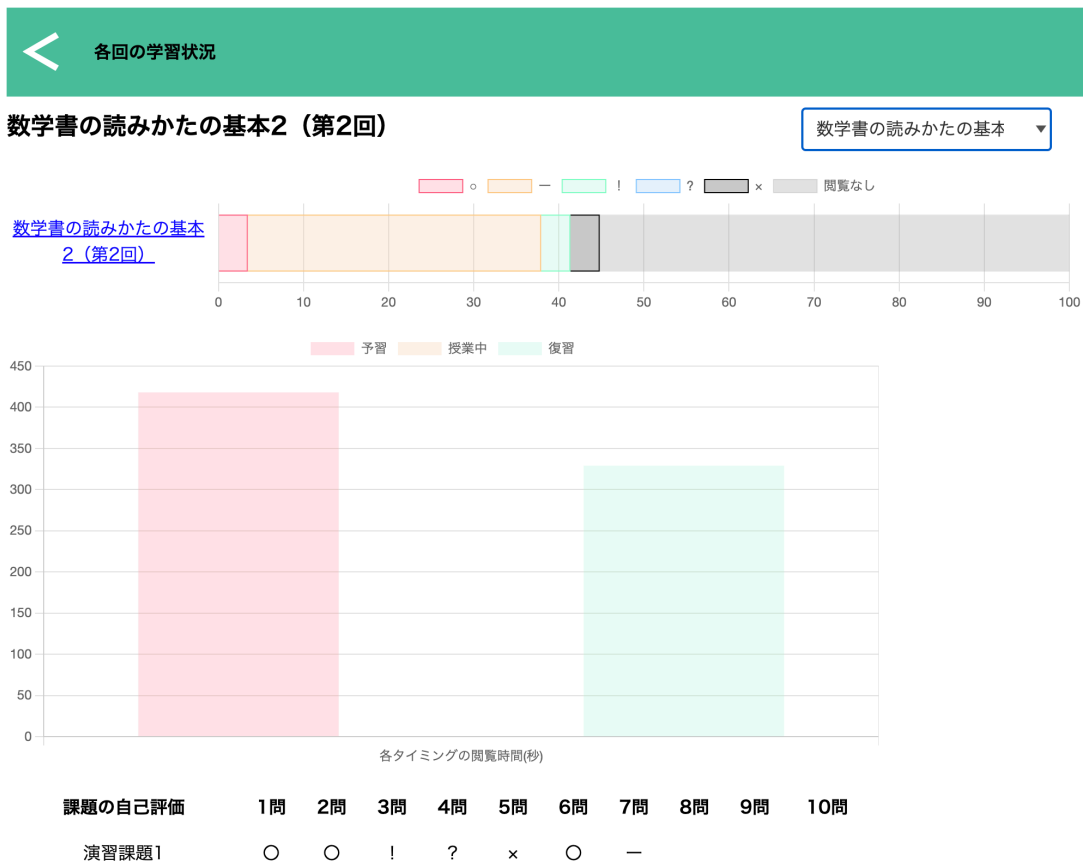 各回の学習状況
数学書の読みかたの基本2（第2回）
数学書の読みかたの基本
○ ー ! ? × 閲覧なし
数学書の読みかたの基本
2（第2回）
0 10 20 30 40 50 60 70 80 90 100
予習 授業中 復習
450
400
350
300
250
200
150
100
50
0
各タイミングの閲覧時間(秒)
課題の自己評価 1問 2問 3問 4問 5問 6問 7問 8問 9問 10問
演習課題1 ○ ○ ! ? × ○ ー